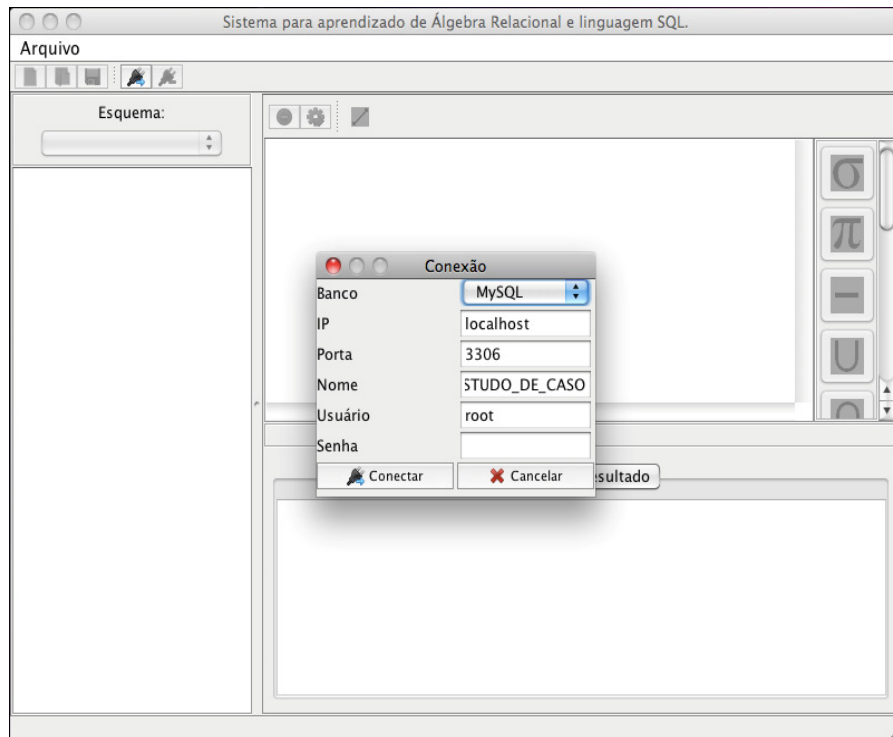 Sistema para aprendizado de Álgebra Relacional e linguagem SQL.
Arquivo
Esquema:
σ
π
−
∪
∩
Conexão
Banco MySQL
IP localhost
Porta 3306
Nome STUDO_DE_CASO
Usuário root
Senha
Conectar Cancelar
esultado